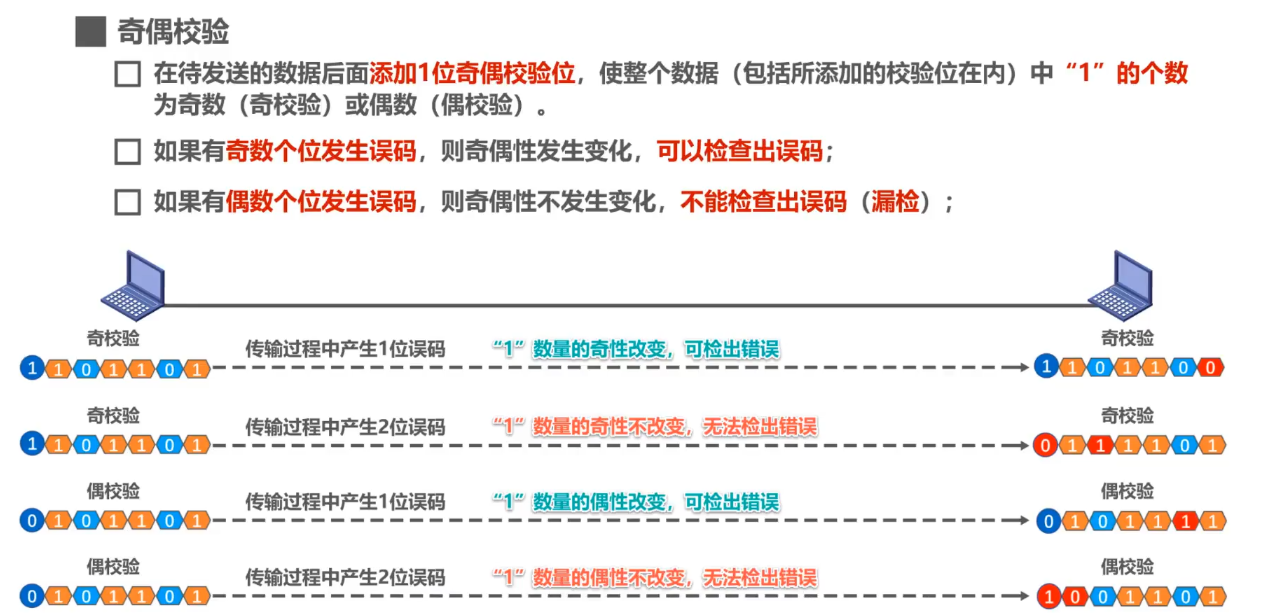 奇偶校验
在待发送的数据后面添加1位奇偶校验位，使整个数据（包括所添加的校验位在内）中“1”的个数
为奇数（奇校验）或偶数（偶校验）。
如果有奇数个位发生误码，则奇偶性发生变化，可以检查出误码；
如果有偶数个位发生误码，则奇偶性不发生变化，不能检查出误码（漏检）；
奇校验 奇校验
1 1 0 1 1 0 1 传输过程中产生1位误码 “1”数量的奇性改变，可检出错误 1 1 0 1 1 0 0
奇校验 奇校验
1 1 0 1 1 0 1 传输过程中产生2位误码 “1”数量的奇性不改变，无法检出错误 0 1 1 1 1 0 1
偶校验 偶校验
0 1 0 1 1 0 1 传输过程中产生1位误码 “1”数量的偶性改变，可检出错误 0 1 0 1 1 1 1
偶校验 偶校验
0 1 0 1 1 0 1 传输过程中产生2位误码 “1”数量的偶性不改变，无法检出错误 1 0 0 1 1 0 1